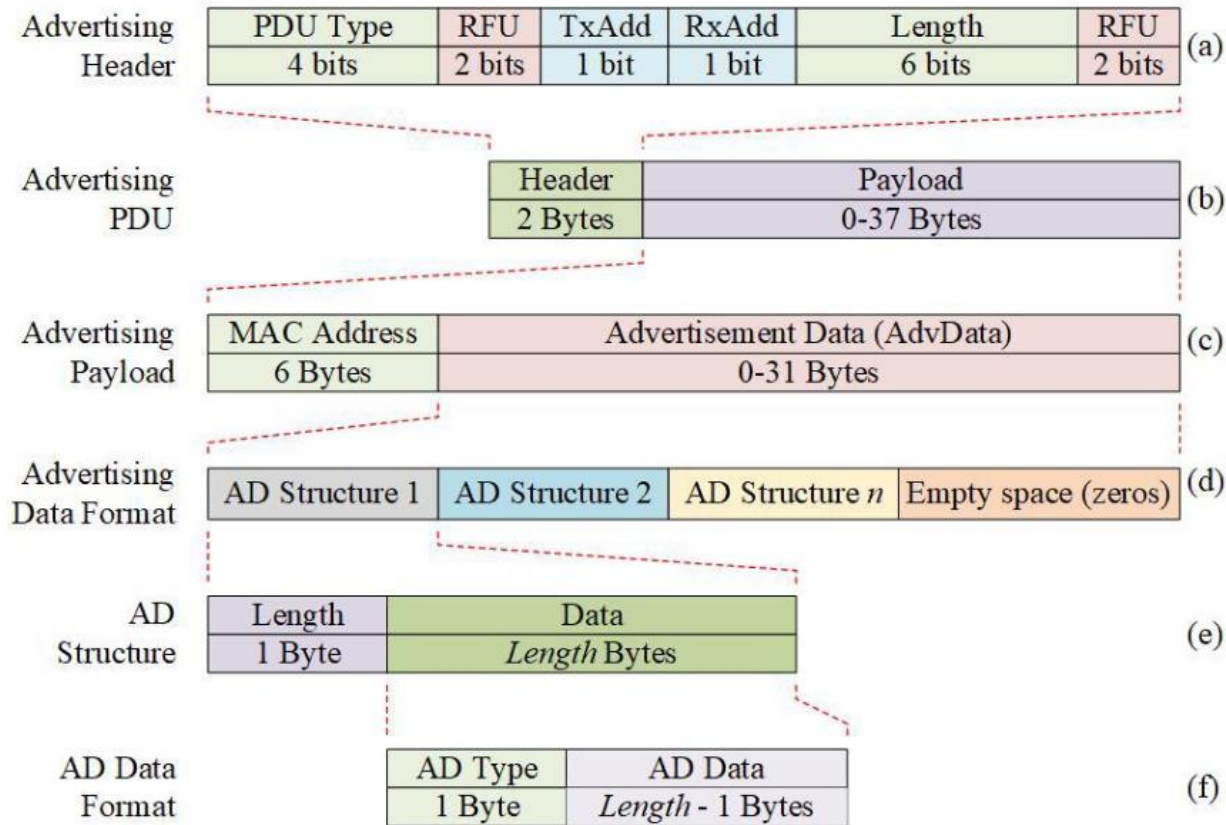 Advertising Header
PDU Type RFU TxAdd RxAdd Length RFU
4 bits 2 bits 1 bit 1 bit 6 bits 2 bits
(a)
Advertising PDU
Header Payload
2 Bytes 0-37 Bytes
(b)
Advertising Payload
MAC Address Advertisement Data (AdvData)
6 Bytes 0-31 Bytes
(c)
Advertising Data Format
AD Structure 1 AD Structure 2 AD Structure n Empty space (zeros)
(d)
AD Structure
Length Data
1 Byte Length Bytes
(e)
AD Data Format
AD Type AD Data
1 Byte Length - 1 Bytes
(f)